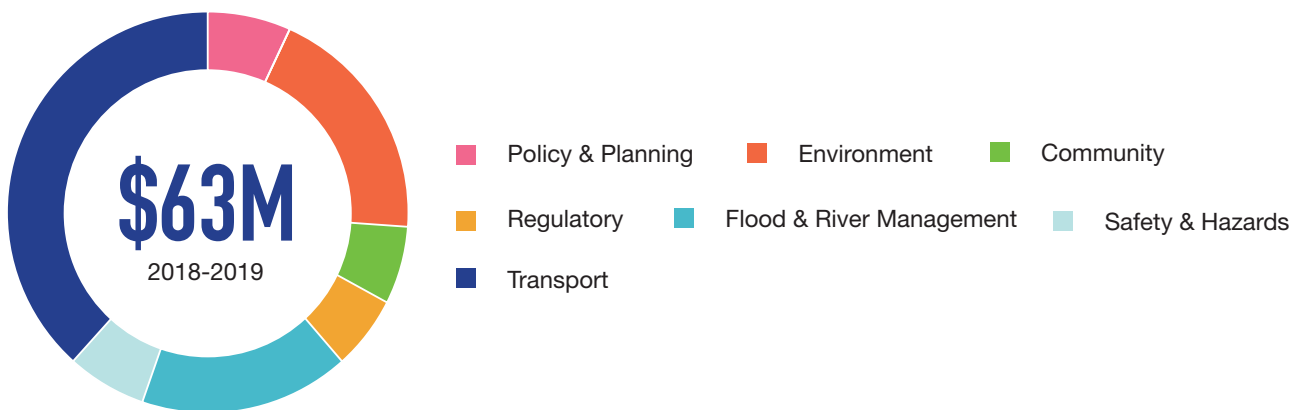 $63M
2018-2019
Policy & Planning
Environment
Community
Regulatory
Flood & River Management
Safety & Hazards
Transport